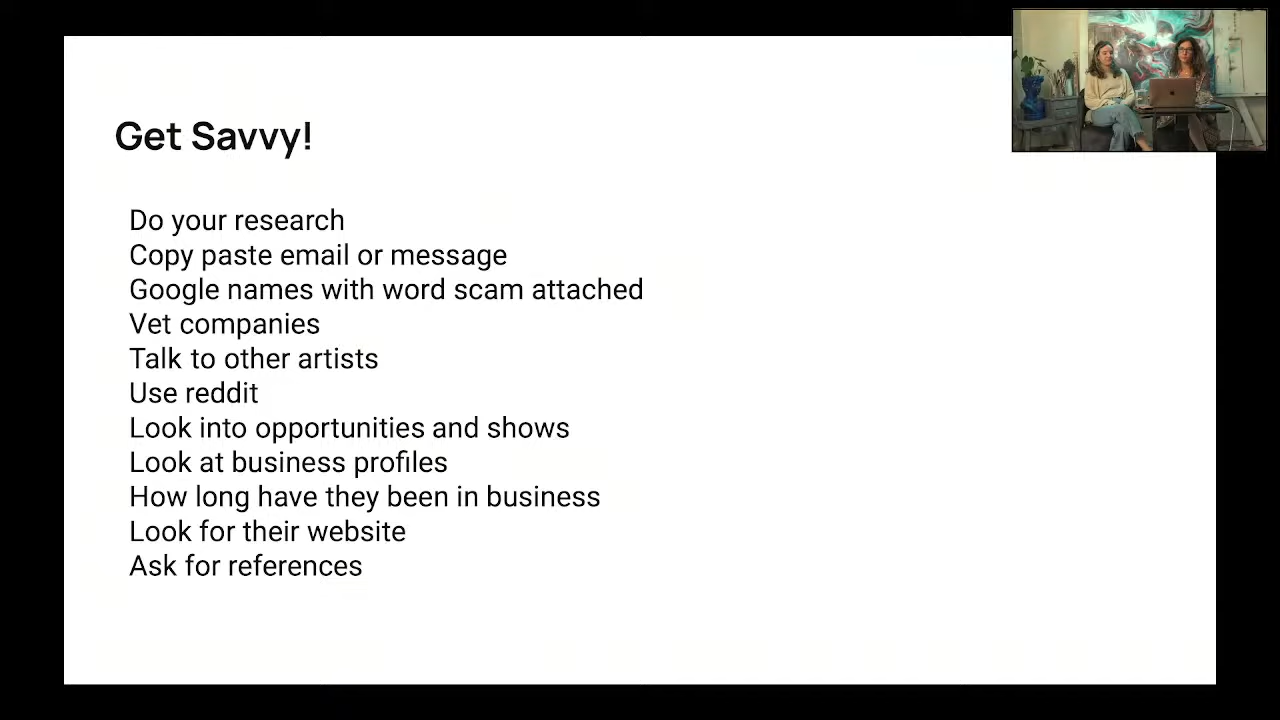 Get Savvy!
Do your research
Copy paste email or message
Google names with word scam attached
Vet companies
Talk to other artists
Use reddit
Look into opportunities and shows
Look at business profiles
How long have they been in business
Look for their website
Ask for references